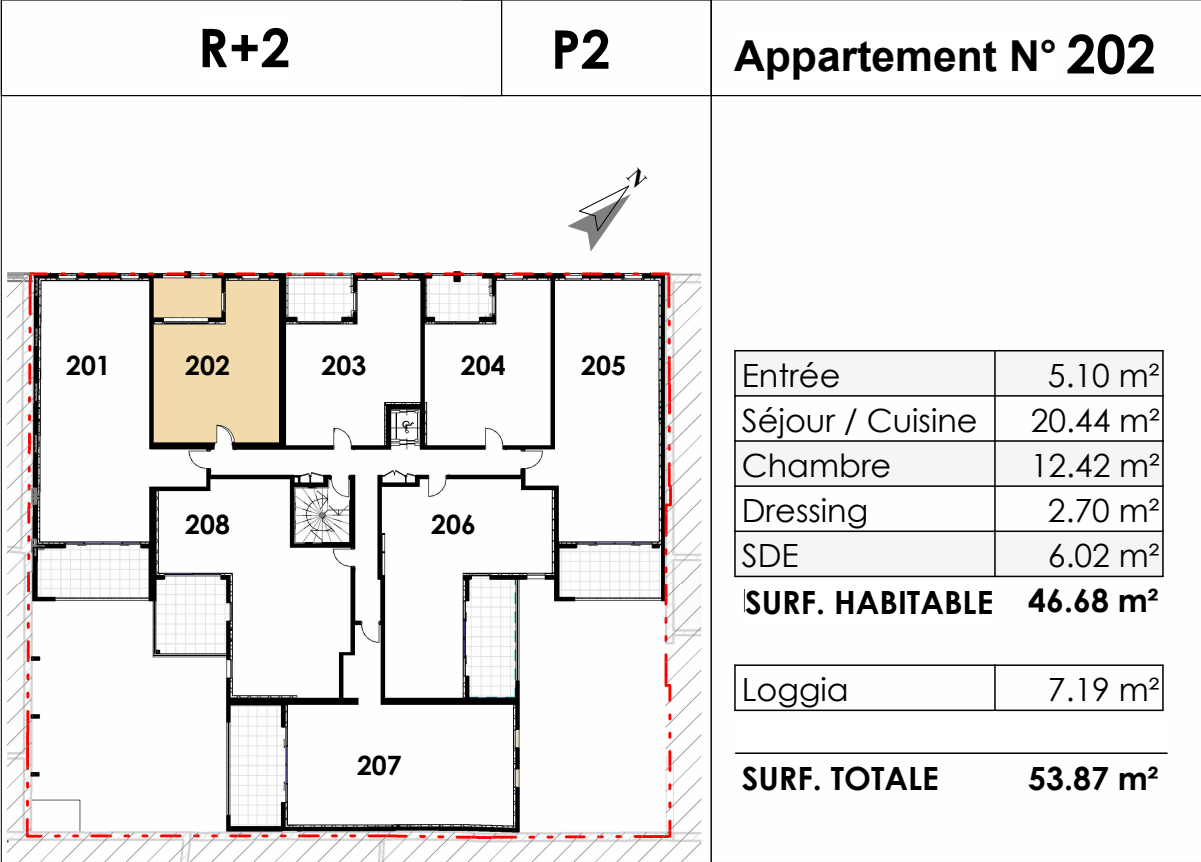 R+2
P2
Appartement N° 202
N
201
202
203
204
205
208
206
207
Entrée 5.10 m²
Séjour / Cuisine 20.44 m²
Chambre 12.42 m²
Dressing 2.70 m²
SDE 6.02 m²
SURF. HABITABLE 46.68 m²
Loggia 7.19 m²
SURF. TOTALE 53.87 m²